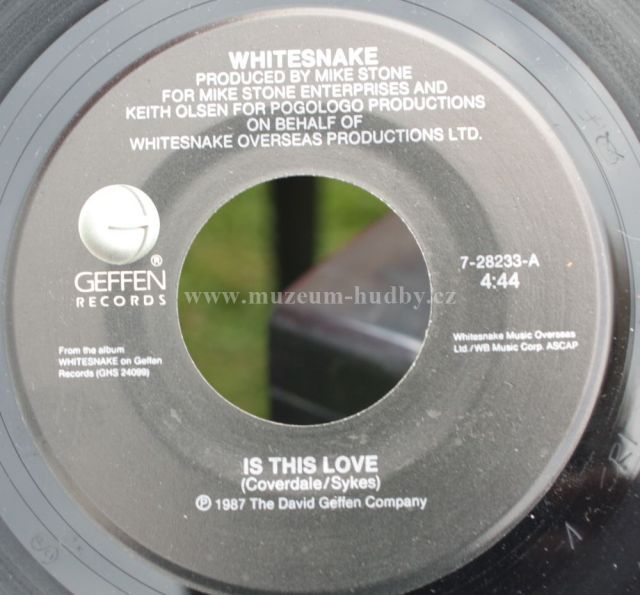 WHITESNAKE
PRODUCED BY MIKE STONE
FOR MIKE STONE ENTERPRISES AND
KEITH OLSEN FOR POGOLOGO PRODUCTIONS
ON BEHALF OF
WHITESNAKE OVERSEAS PRODUCTIONS LTD.
®
GEFFEN
RECORDS
7-28233-A
4:44
www.muzeum-hudby.cz
From the album
WHITESNAKE on Geffen
Records (GHS 24099)
Whitesnake Music Overseas
Ltd./WB Music Corp. ASCAP
IS THIS LOVE
(Coverdale/Sykes)
℗ 1987 The David Geffen Company